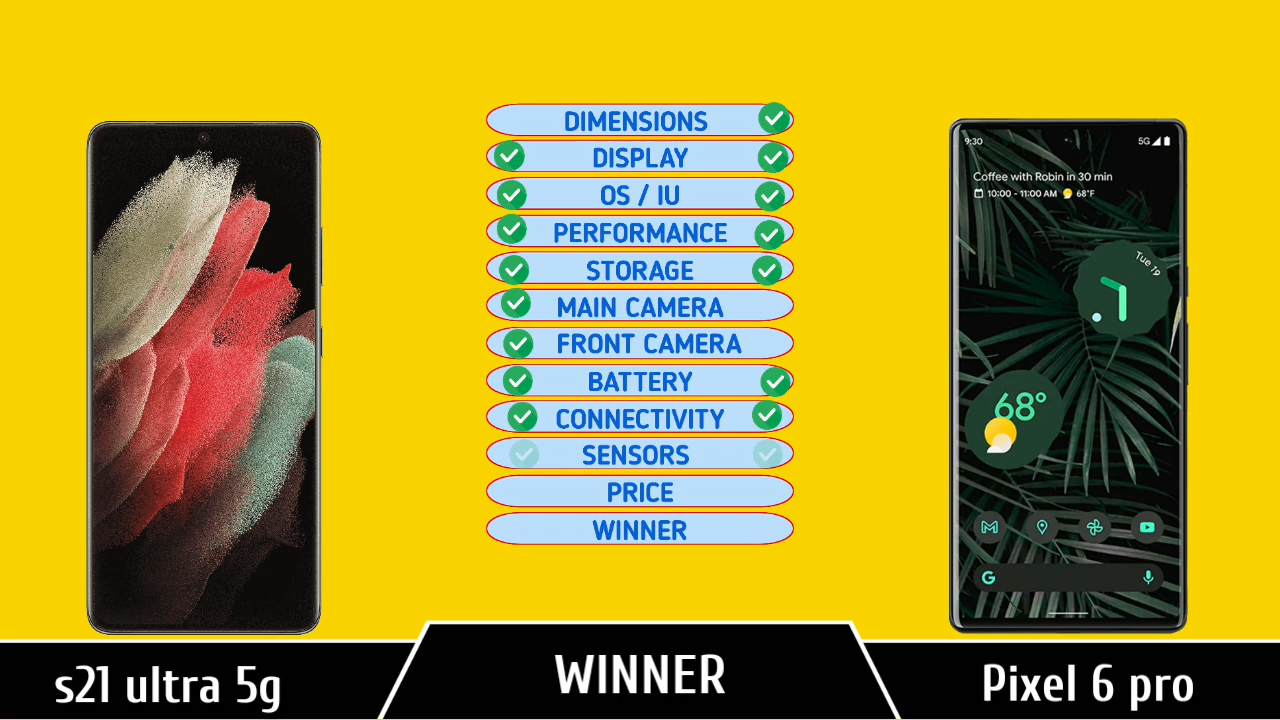 DIMENSIONS
DISPLAY
OS / IU
PERFORMANCE
STORAGE
MAIN CAMERA
FRONT CAMERA
BATTERY
CONNECTIVITY
SENSORS
PRICE
WINNER
9:30
5G
Coffee with Robin in 30 min
10:00 - 11:00 AM 68°F
Tue 19
68°
G
s21 ultra 5g
WINNER
Pixel 6 pro